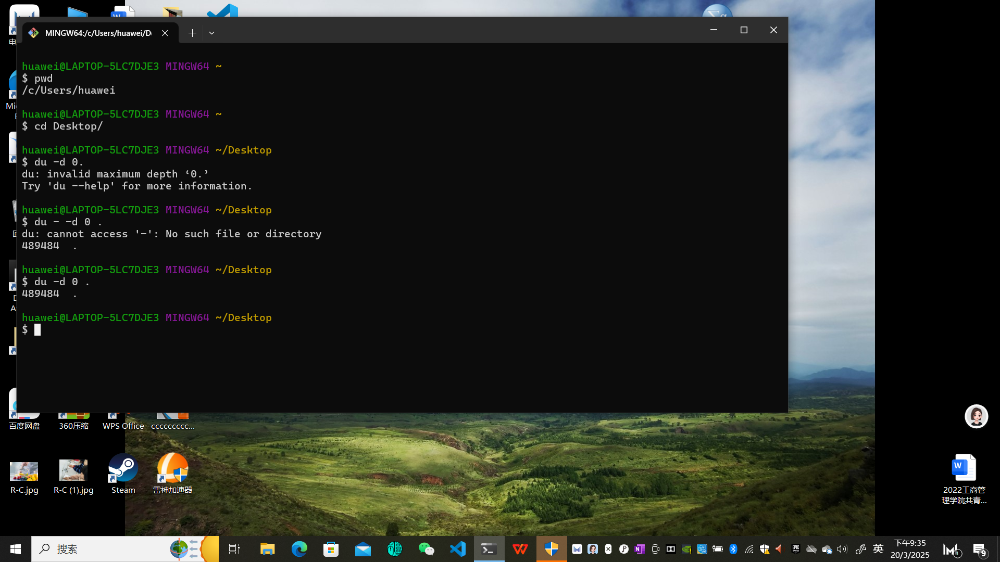 MINGW64:/c/Users/huawei/De
huawei@LAPTOP-5LC7DJE3 MINGW64 ~
$ pwd
/c/Users/huawei
huawei@LAPTOP-5LC7DJE3 MINGW64 ~
$ cd Desktop/
huawei@LAPTOP-5LC7DJE3 MINGW64 ~/Desktop
$ du -d 0.
du: invalid maximum depth ‘0.’
Try 'du --help' for more information.
huawei@LAPTOP-5LC7DJE3 MINGW64 ~/Desktop
$ du - -d 0 .
du: cannot access '-': No such file or directory
489484  .
huawei@LAPTOP-5LC7DJE3 MINGW64 ~/Desktop
$ du -d 0 .
489484  .
huawei@LAPTOP-5LC7DJE3 MINGW64 ~/Desktop
$
百度网盘
360压缩
WPS Office
cccccccccc...
R-C.jpg
R-C (1).jpg
Steam
雷神加速器
2022工商管
理学院共青...
搜索
英
下午9:35
20/3/2025
9